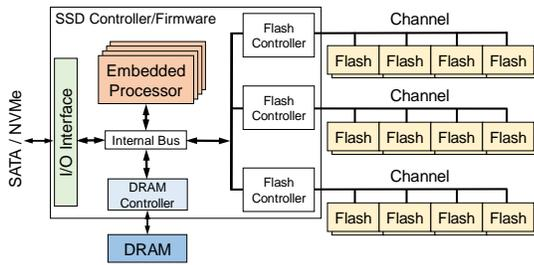 SSD Controller/Firmware
SATA / NVMe
I/O Interface
Embedded
Processor
Internal Bus
DRAM
Controller
DRAM
Flash
Controller
Channel
Flash Flash Flash Flash
Flash
Controller
Channel
Flash Flash Flash Flash
Flash
Controller
Channel
Flash Flash Flash Flash